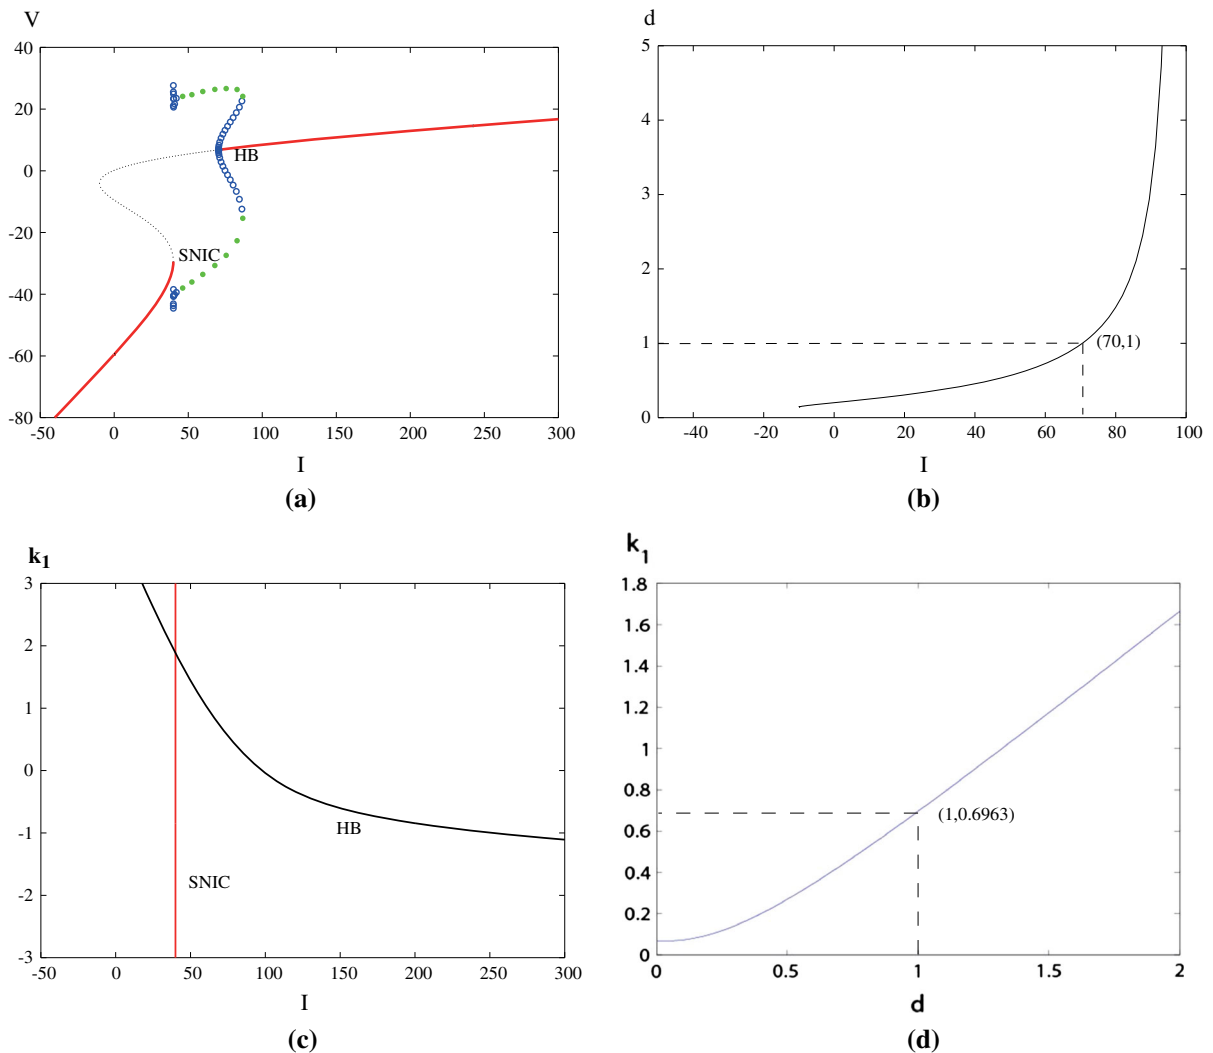 V
40
20
0
-20
-40
-60
-80
HB
SNIC
-50 0 50 100 150 200 250 300
I
(a)
d
5
4
3
2
1
0
(70,1)
-40 -20 0 20 40 60 80 100
I
(b)
k1
3
2
1
0
-1
-2
-3
HB
SNIC
-50 0 50 100 150 200 250 300
I
(c)
k1
1.8
1.6
1.4
1.2
1
0.8
0.6
0.4
0.2
0
(1,0.6963)
0 0.5 1 1.5 2
d
(d)